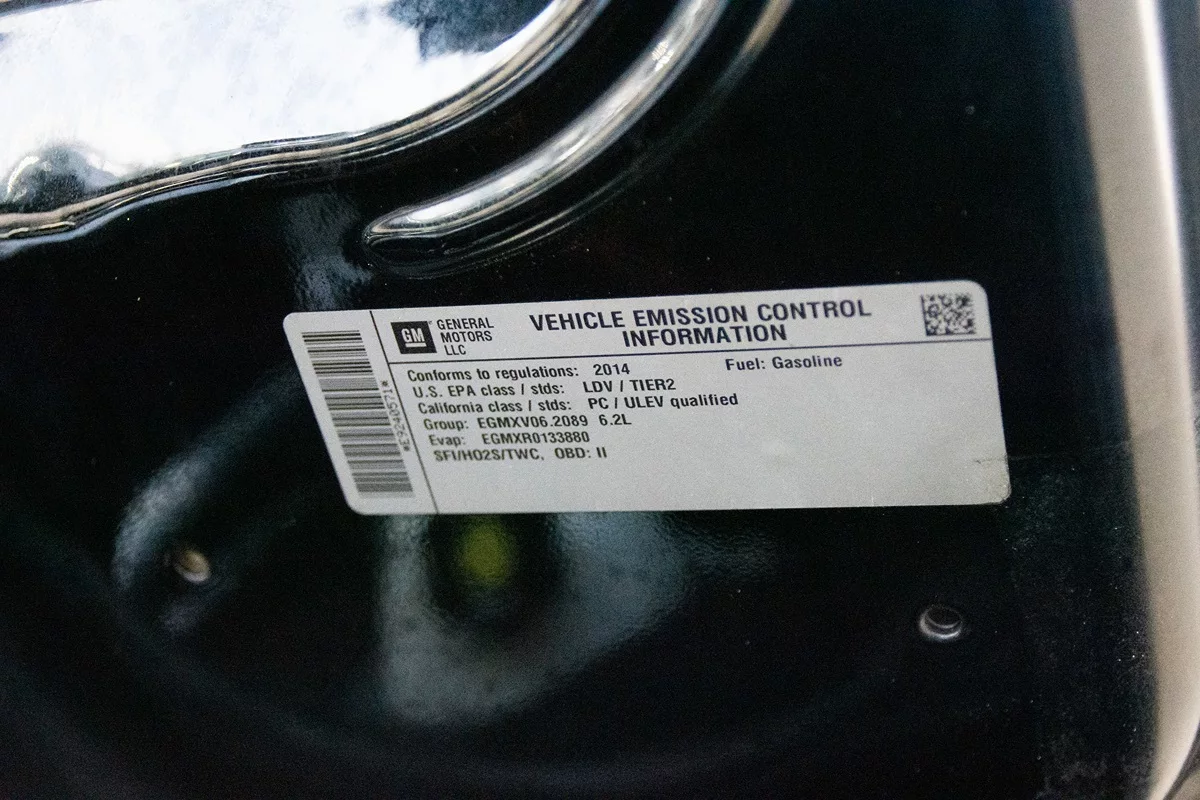 *E9240571*
GM
GENERAL
MOTORS
LLC
VEHICLE EMISSION CONTROL
INFORMATION
Conforms to regulations: 2014 Fuel: Gasoline
U.S. EPA class / stds: LDV / TIER2
California class / stds: PC / ULEV qualified
Group: EGMXV06.2089 6.2L
Evap: EGMXR0133880
SFI/HO2S/TWC, OBD: II